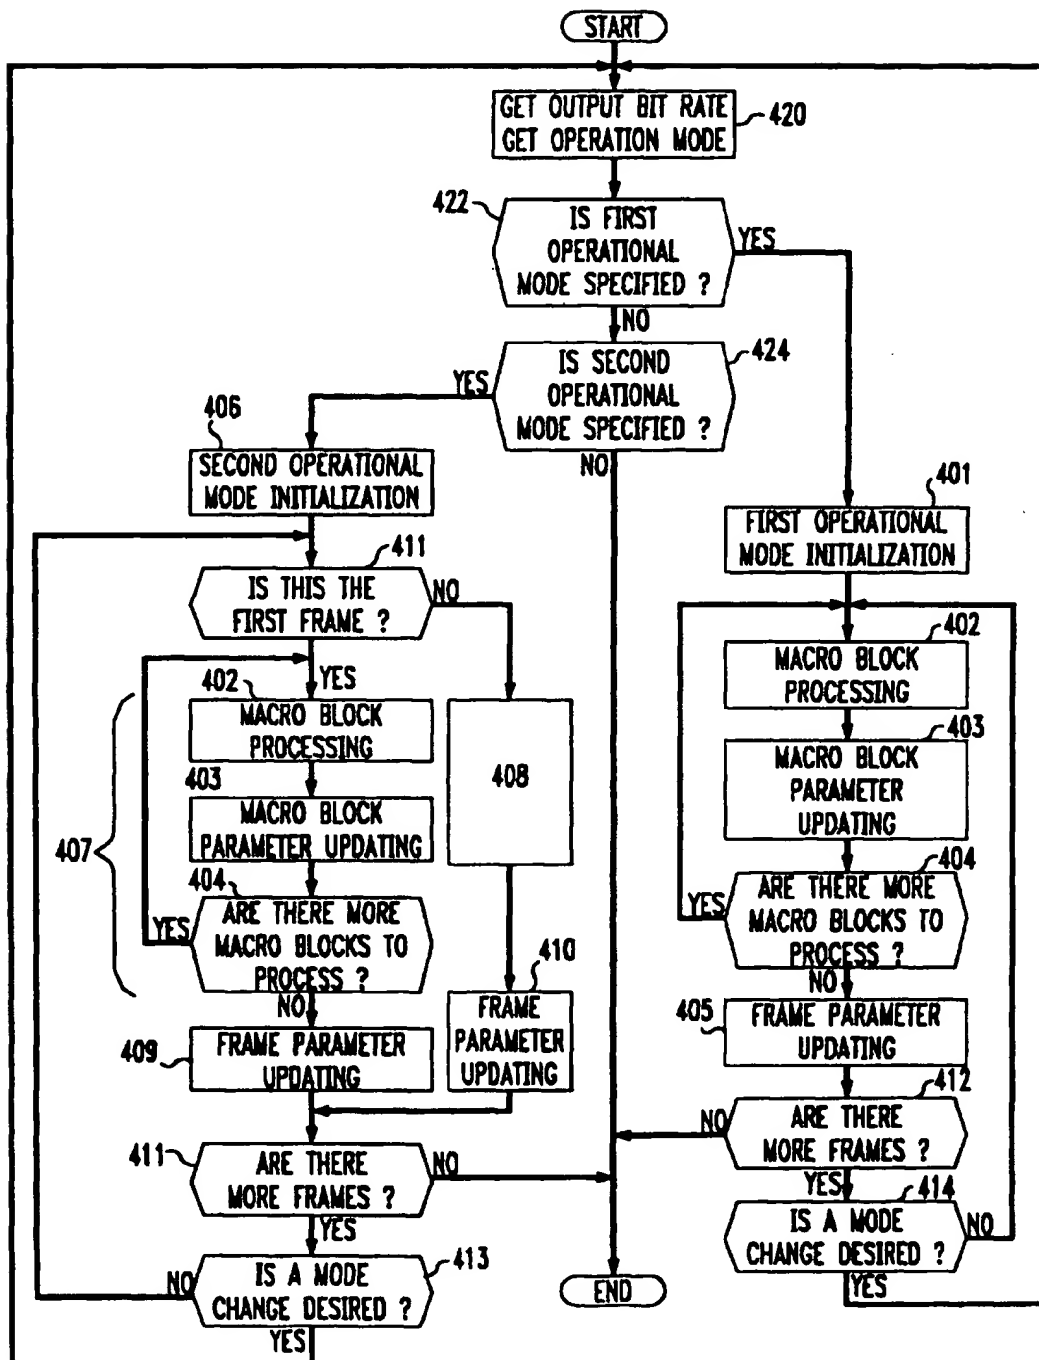 START
GET OUTPUT BIT RATE
GET OPERATION MODE
420
422
IS FIRST
OPERATIONAL
MODE SPECIFIED ?
YES
NO
424
IS SECOND
OPERATIONAL
MODE SPECIFIED ?
YES
NO
406
SECOND OPERATIONAL
MODE INITIALIZATION
411
IS THIS THE
FIRST FRAME ?
NO
YES
402
MACRO BLOCK
PROCESSING
403
MACRO BLOCK
PARAMETER UPDATING
407
404
ARE THERE MORE
MACRO BLOCKS TO
PROCESS ?
YES
NO
409
FRAME PARAMETER
UPDATING
408
410
FRAME
PARAMETER
UPDATING
411
ARE THERE
MORE FRAMES ?
NO
YES
413
IS A MODE
CHANGE DESIRED ?
NO
YES
END
401
FIRST OPERATIONAL
MODE INITIALIZATION
402
MACRO BLOCK
PROCESSING
403
MACRO BLOCK
PARAMETER
UPDATING
404
ARE THERE MORE
MACRO BLOCKS TO
PROCESS ?
YES
NO
405
FRAME PARAMETER
UPDATING
412
ARE THERE
MORE FRAMES ?
NO
YES
414
IS A MODE
CHANGE DESIRED ?
NO
YES